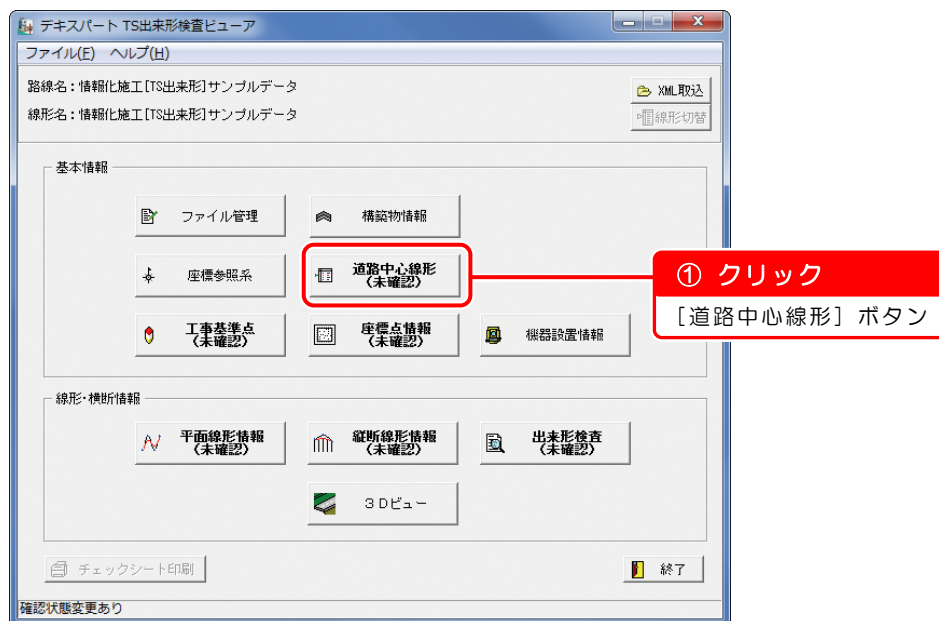 デキスパート TS出来形検査ビューア
ファイル(F) ヘルプ(H)
路線名：情報化施工[TS出来形]サンプルデータ
XML取込
線形名：情報化施工[TS出来形]サンプルデータ
線形切替
基本情報
ファイル管理
構築物情報
座標参照系
道路中心線形
(未確認)
① クリック
[道路中心線形] ボタン
工事基準点
(未確認)
座標点情報
(未確認)
機器設置情報
線形・横断情報
平面線形情報
(未確認)
縦断線形情報
(未確認)
出来形検査
(未確認)
３Dビュー
チェックシート印刷
終了
確認状態変更あり